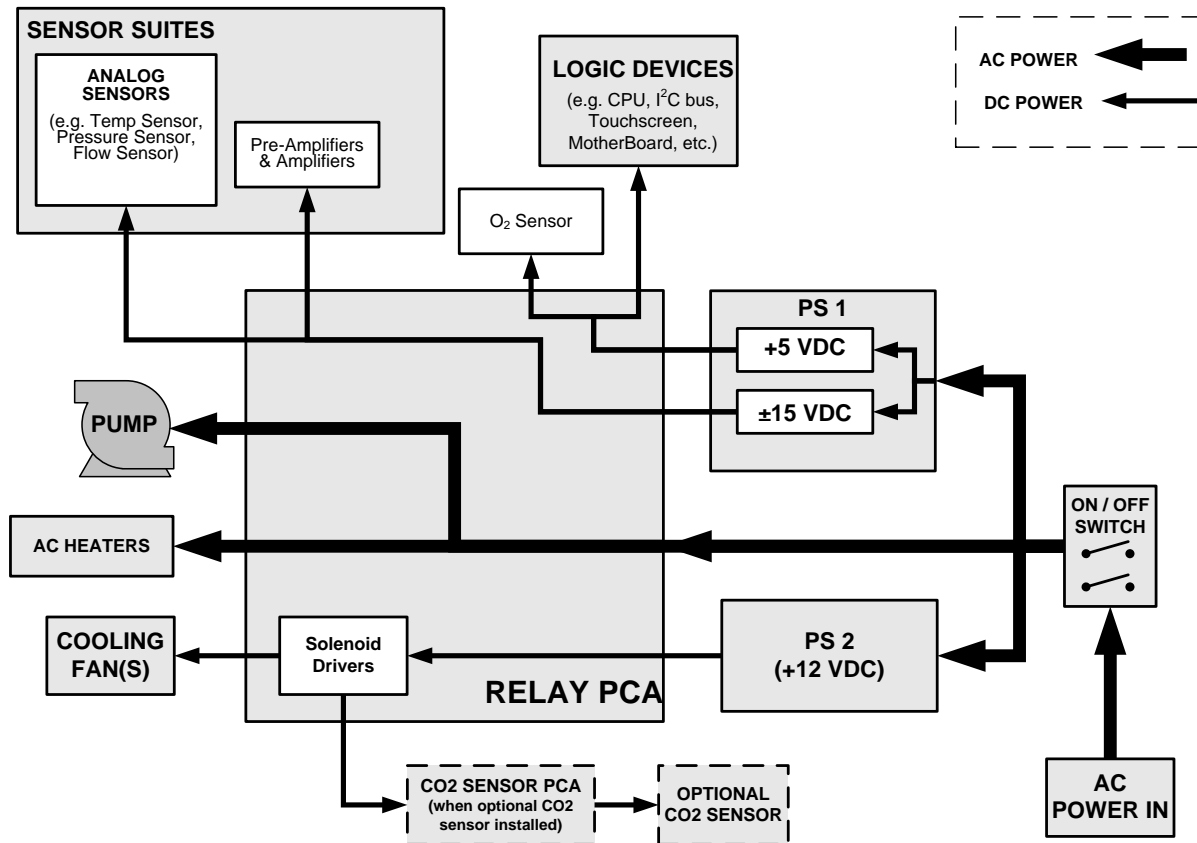 SENSOR SUITES
ANALOG
SENSORS
(e.g. Temp Sensor,
Pressure Sensor,
Flow Sensor)
Pre-Amplifiers
& Amplifiers
LOGIC DEVICES
(e.g. CPU, I²C bus,
Touchscreen,
MotherBoard, etc.)
AC POWER
DC POWER
O₂ Sensor
PS 1
+5 VDC
±15 VDC
PUMP
ON / OFF
SWITCH
AC HEATERS
COOLING
FAN(S)
Solenoid
Drivers
PS 2
(+12 VDC)
RELAY PCA
CO2 SENSOR PCA
(when optional CO2
sensor installed)
OPTIONAL
CO2 SENSOR
AC
POWER IN